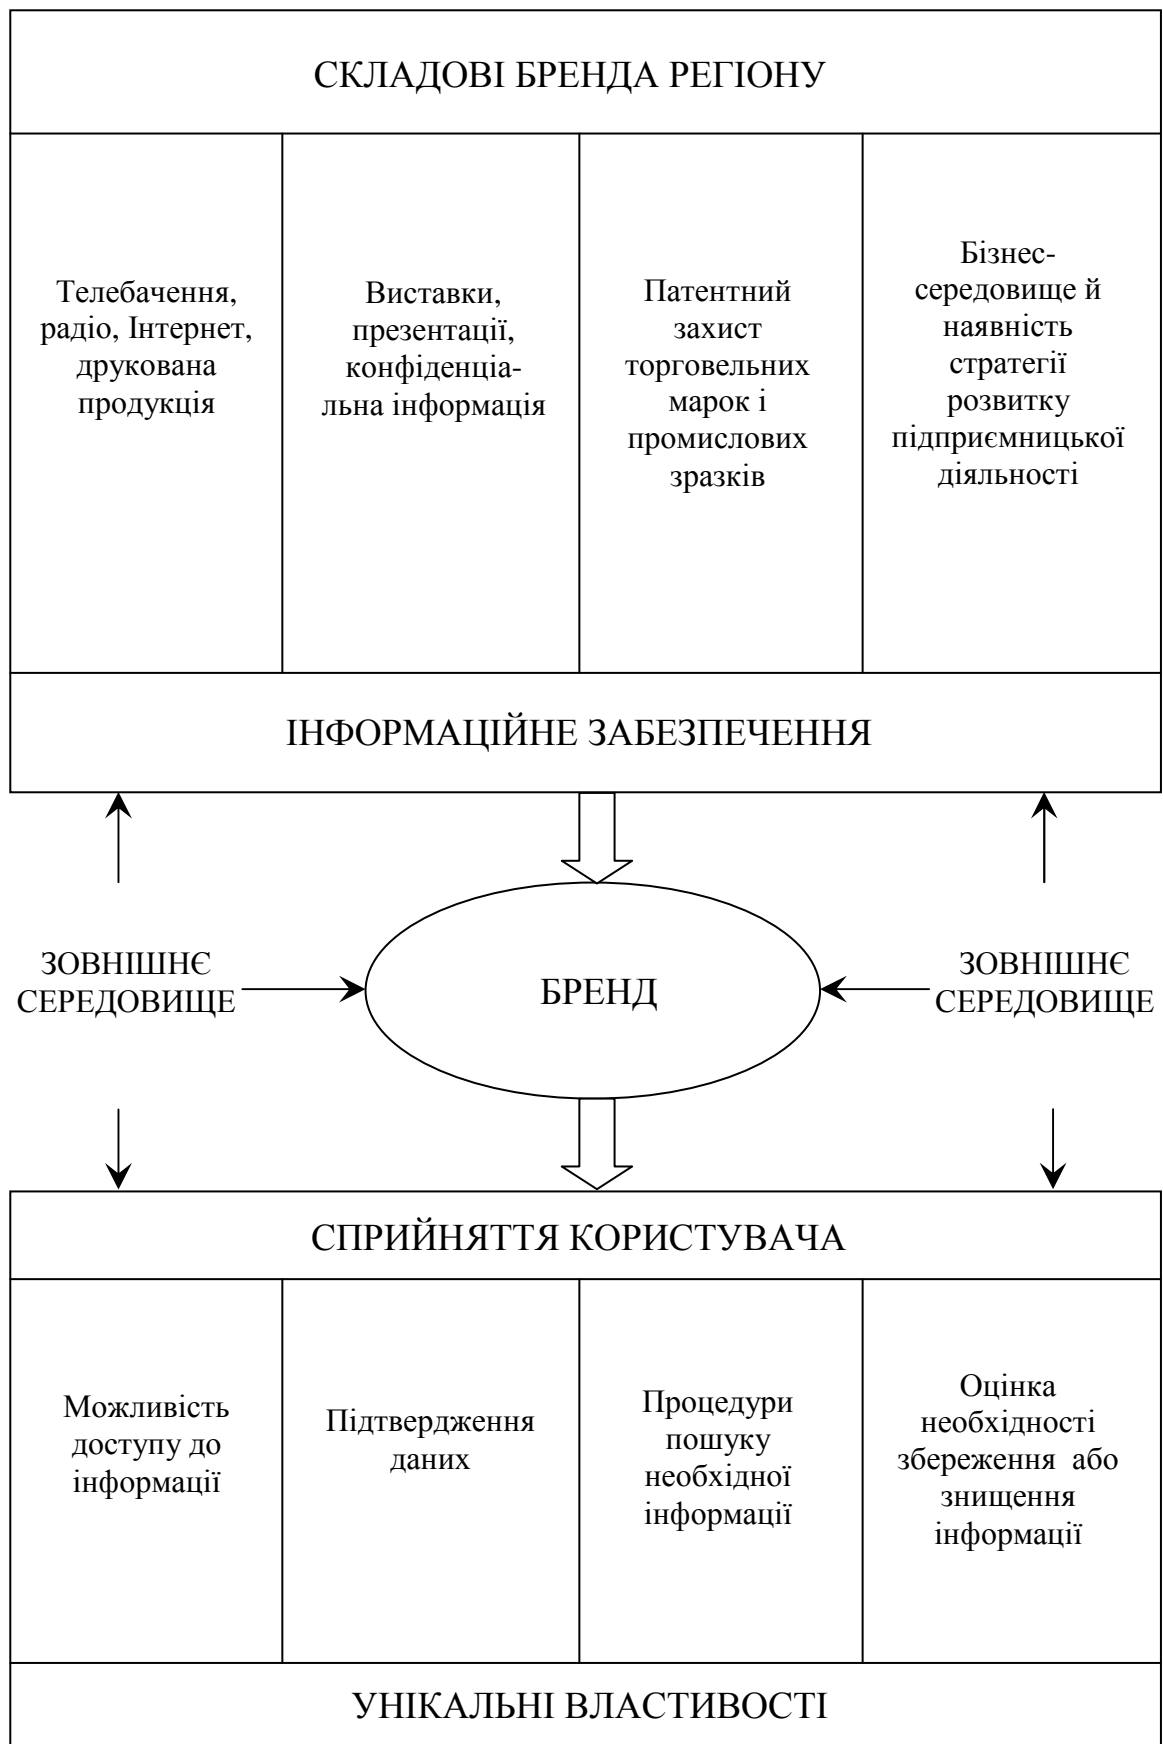 СКЛАДОВІ БРЕНДА РЕГІОНУ
Телебачення,
радіо, Інтернет,
друкована
продукція
Виставки,
презентації,
конфіденціа-
льна інформація
Патентний
захист
торговельних
марок і
промислових
зразків
Бізнес-
середовище й
наявність
стратегії
розвитку
підприємницької
діяльності
ІНФОРМАЦІЙНЕ ЗАБЕЗПЕЧЕННЯ
ЗОВНІШНЄ
СЕРЕДОВИЩЕ
БРЕНД
ЗОВНІШНЄ
СЕРЕДОВИЩЕ
СПРИЙНЯТТЯ КОРИСТУВАЧА
Можливість
доступу до
інформації
Підтвердження
даних
Процедури
пошуку
необхідної
інформації
Оцінка
необхідності
збереження  або
знищення
інформації
УНІКАЛЬНІ ВЛАСТИВОСТІ